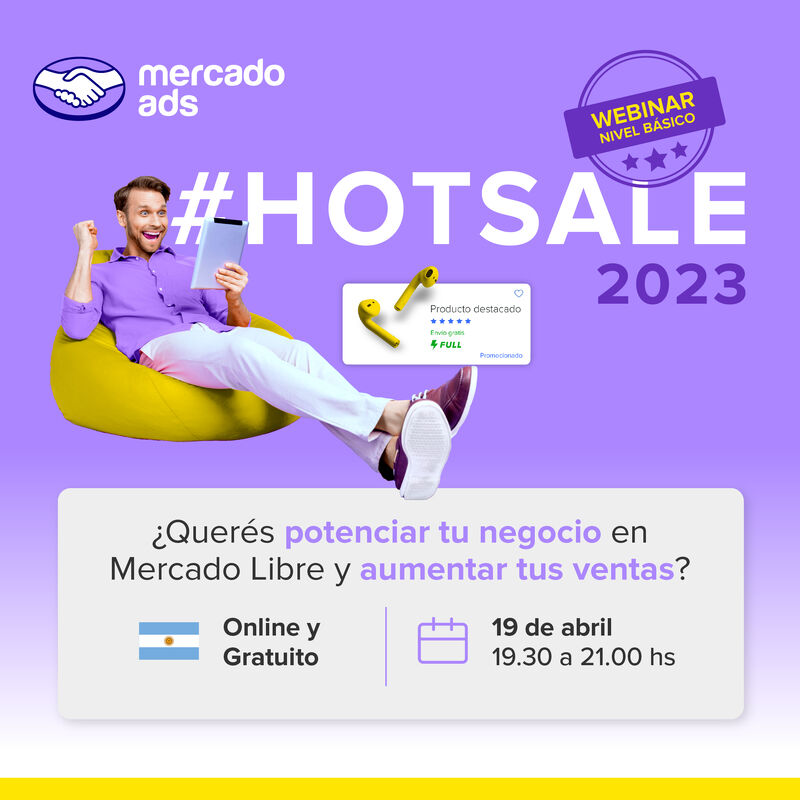 mercado
ads
WEBINAR
NIVEL BÁSICO
#HOTSALE
2023
Producto destacado
Envío gratis
FULL
Promocionado
¿Querés potenciar tu negocio en
Mercado Libre y aumentar tus ventas?
Online y
Gratuito
19 de abril
19.30 a 21.00 hs